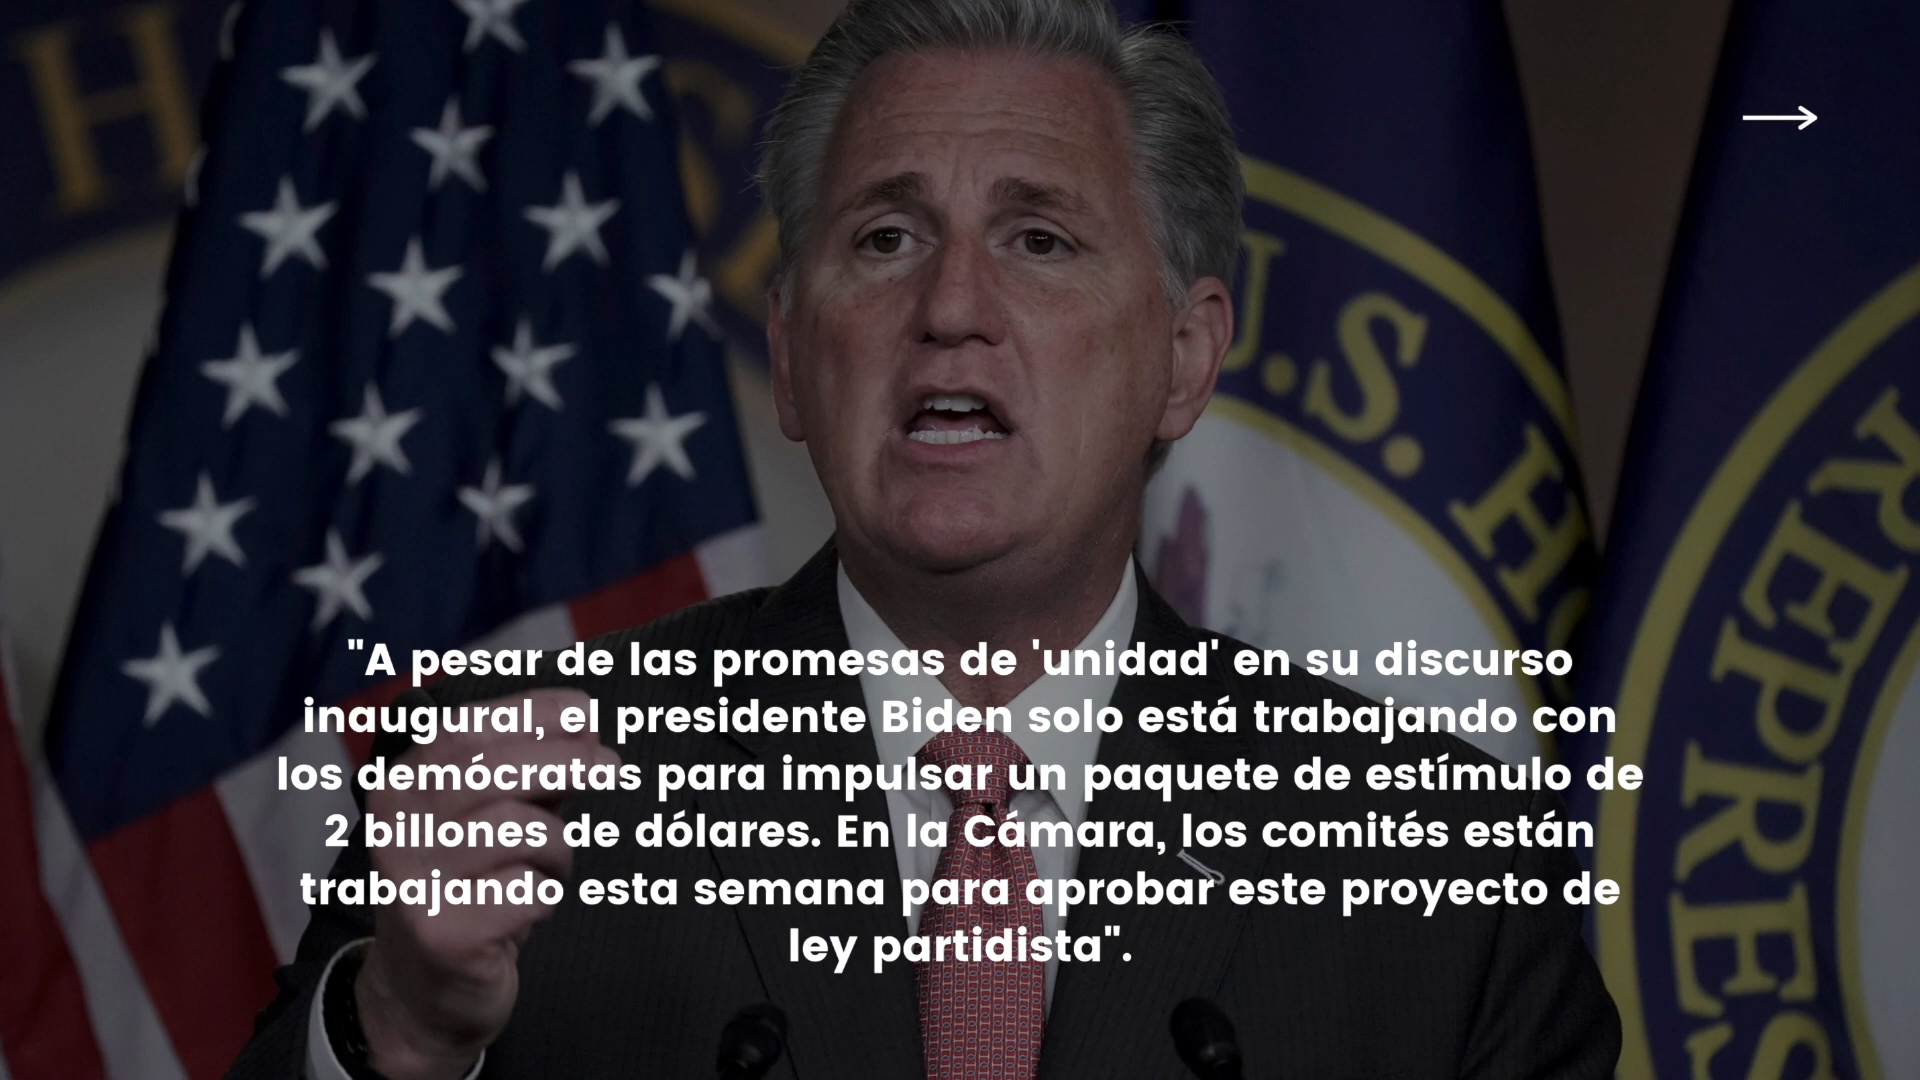 H
S
U.S. H
REPRES
"A pesar de las promesas de 'unidad' en su discurso
inaugural, el presidente Biden solo está trabajando con
los demócratas para impulsar un paquete de estímulo de
2 billones de dólares. En la Cámara, los comités están
trabajando esta semana para aprobar este proyecto de
ley partidista".